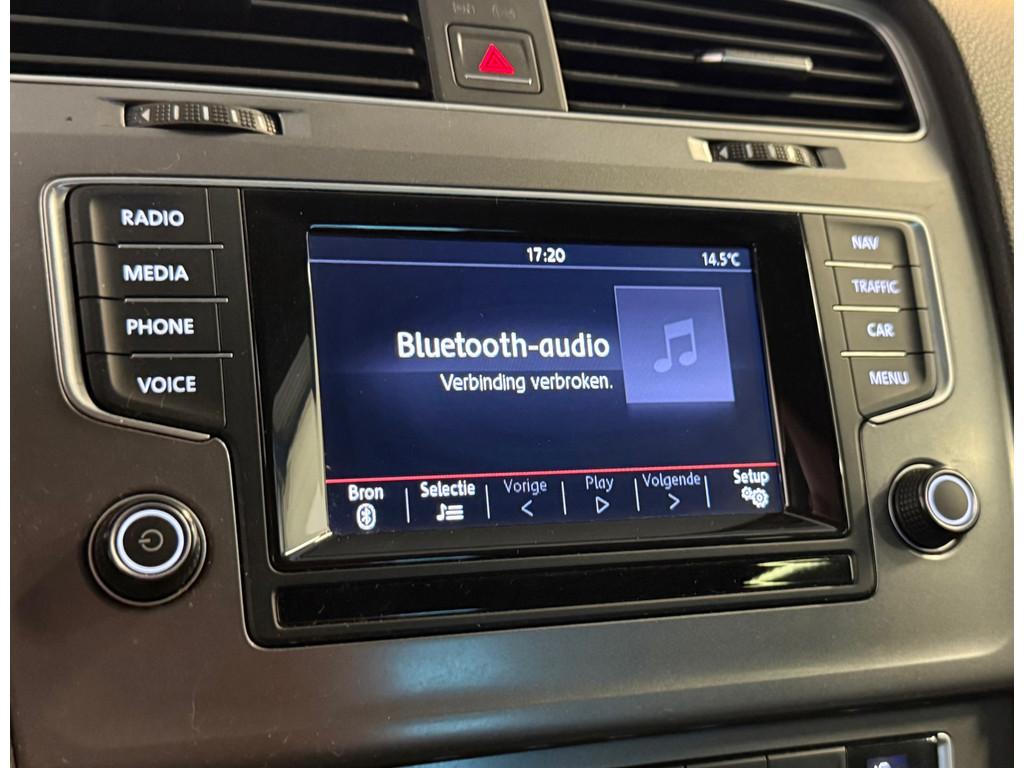 RADIO
MEDIA
PHONE
VOICE
17:20
14.5°C
Bluetooth-audio
Verbinding verbroken.
Bron
Selectie
Vorige
Play
Volgende
Setup
NAV
TRAFFIC
CAR
MENU